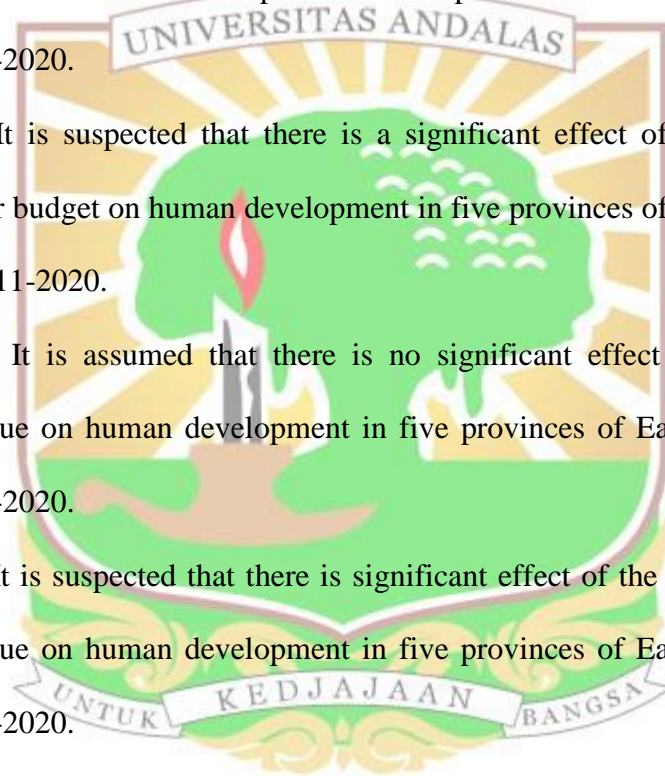 UNIVERSITAS ANDALAS
-2020.
It is suspected that there is a significant effect of
r budget on human development in five provinces of
11-2020.
It is assumed that there is no significant effect
ue on human development in five provinces of Ea
-2020.
It is suspected that there is significant effect of the
ue on human development in five provinces of Ea
UNTUK KEDJAJAAN BANGSA
-2020.